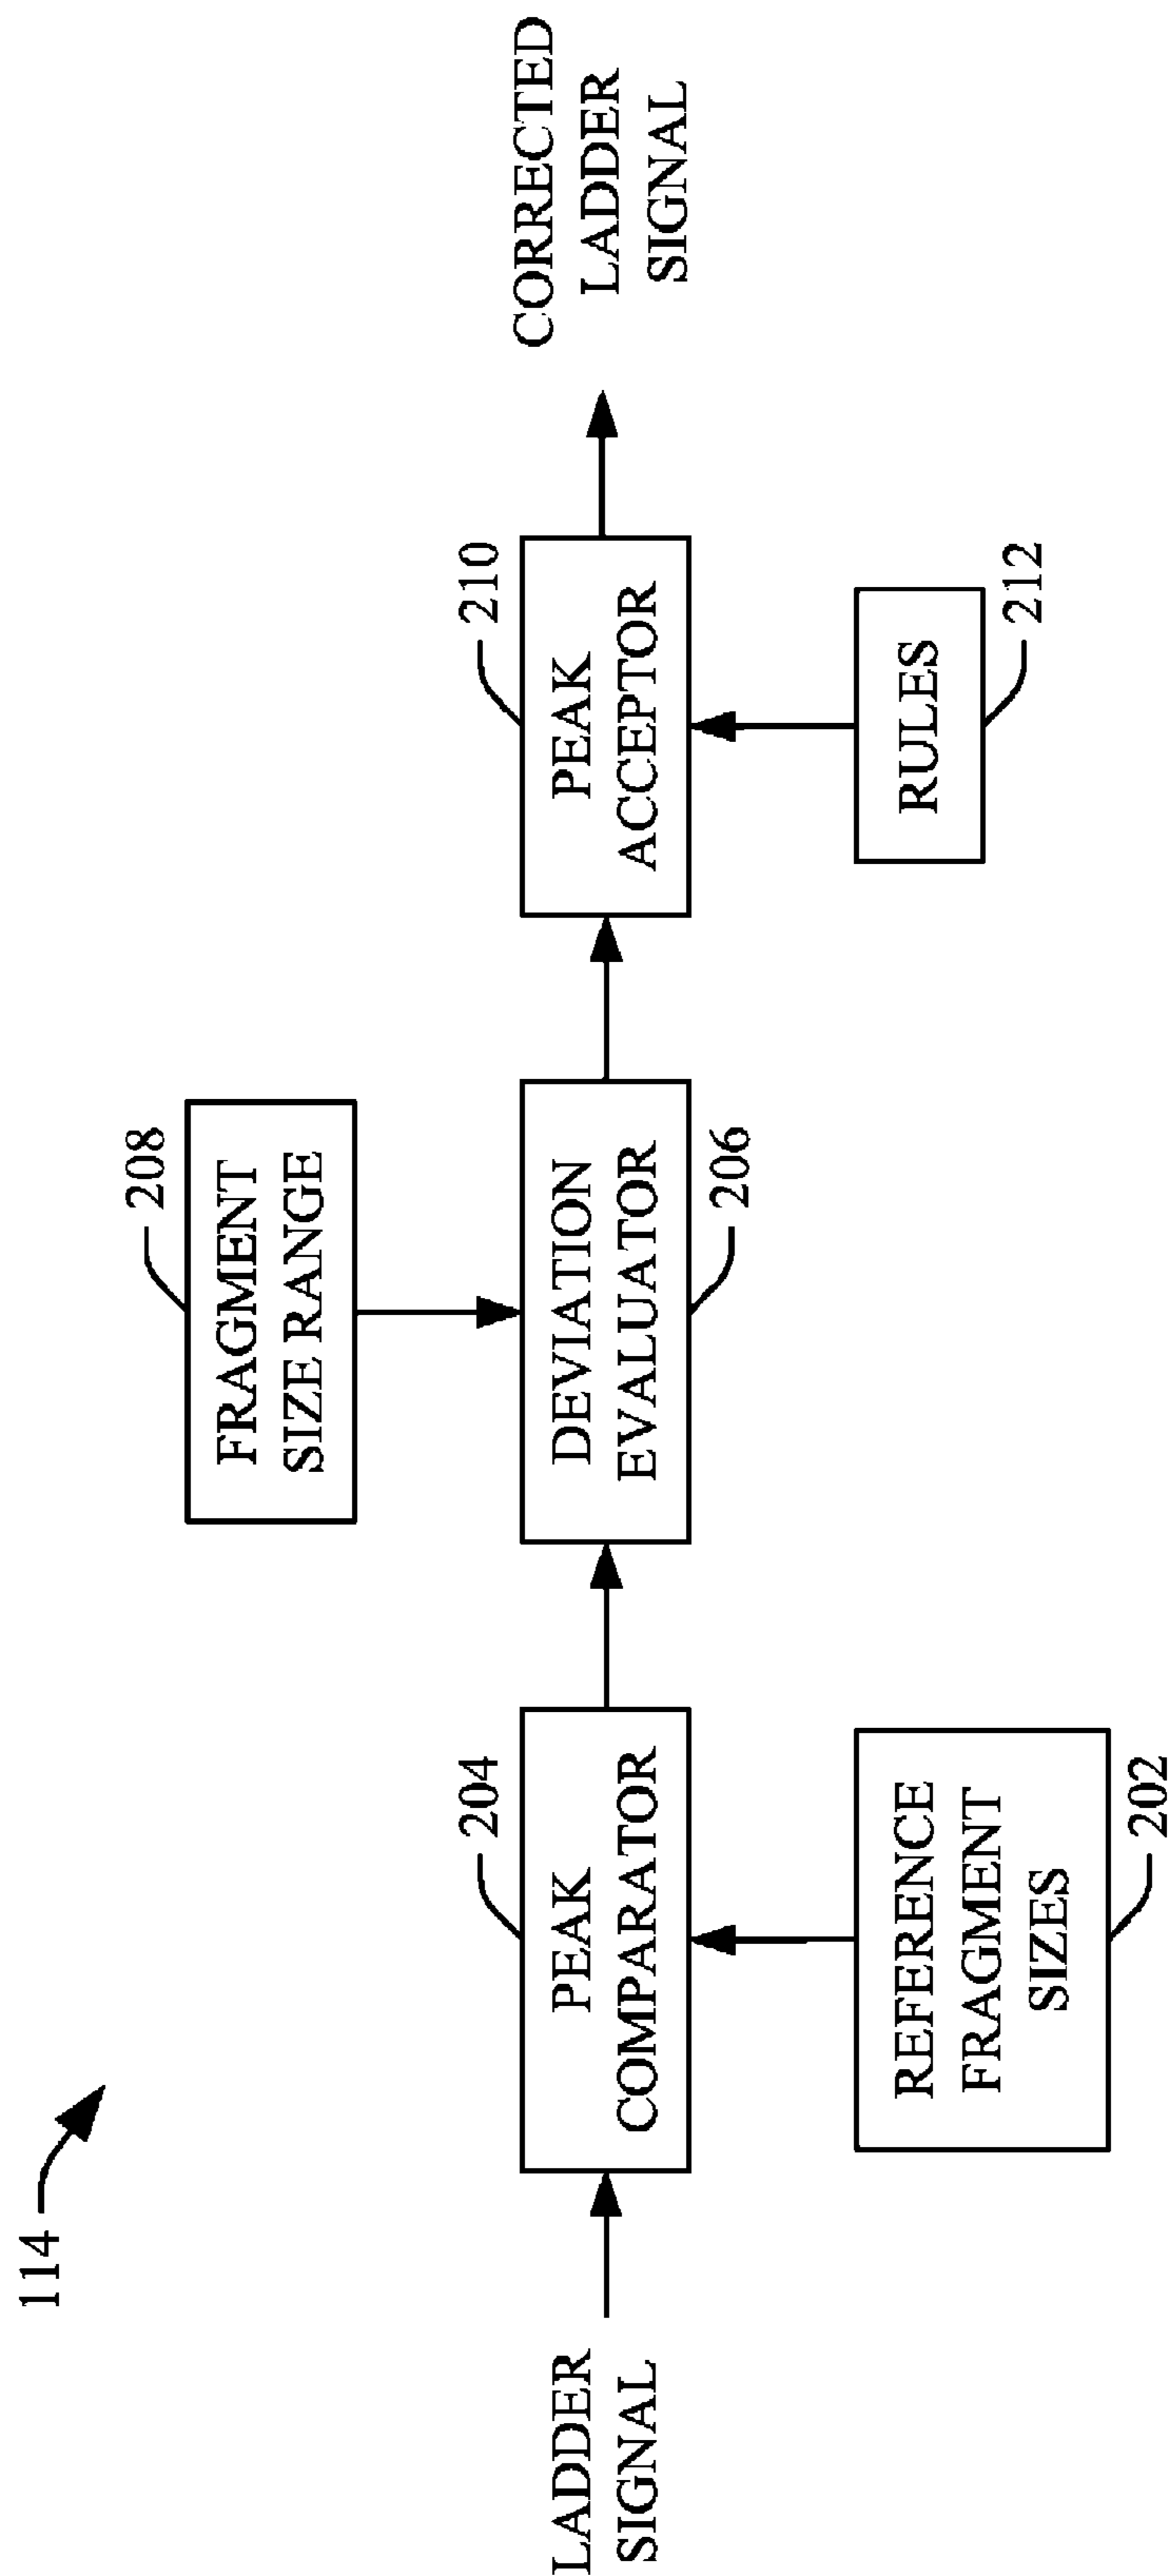 114
LADDER
SIGNAL
204
PEAK
COMPARATOR
REFERENCE
FRAGMENT
SIZES
202
208
FRAGMENT
SIZE RANGE
DEVIATION
EVALUATOR
206
210
PEAK
ACCEPTOR
RULES
212
CORRECTED
LADDER
SIGNAL